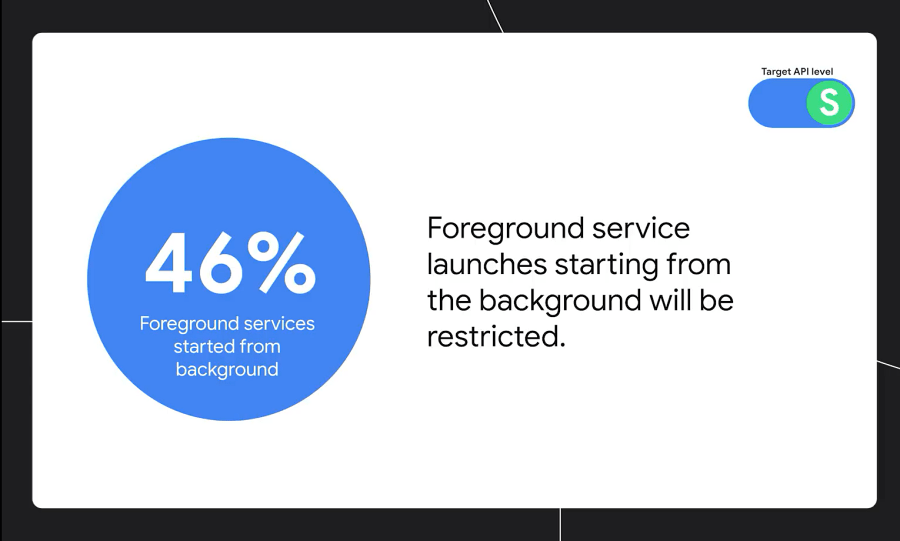 Target API level
S
46%
Foreground services
started from
background
Foreground service
launches starting from
the background will be
restricted.